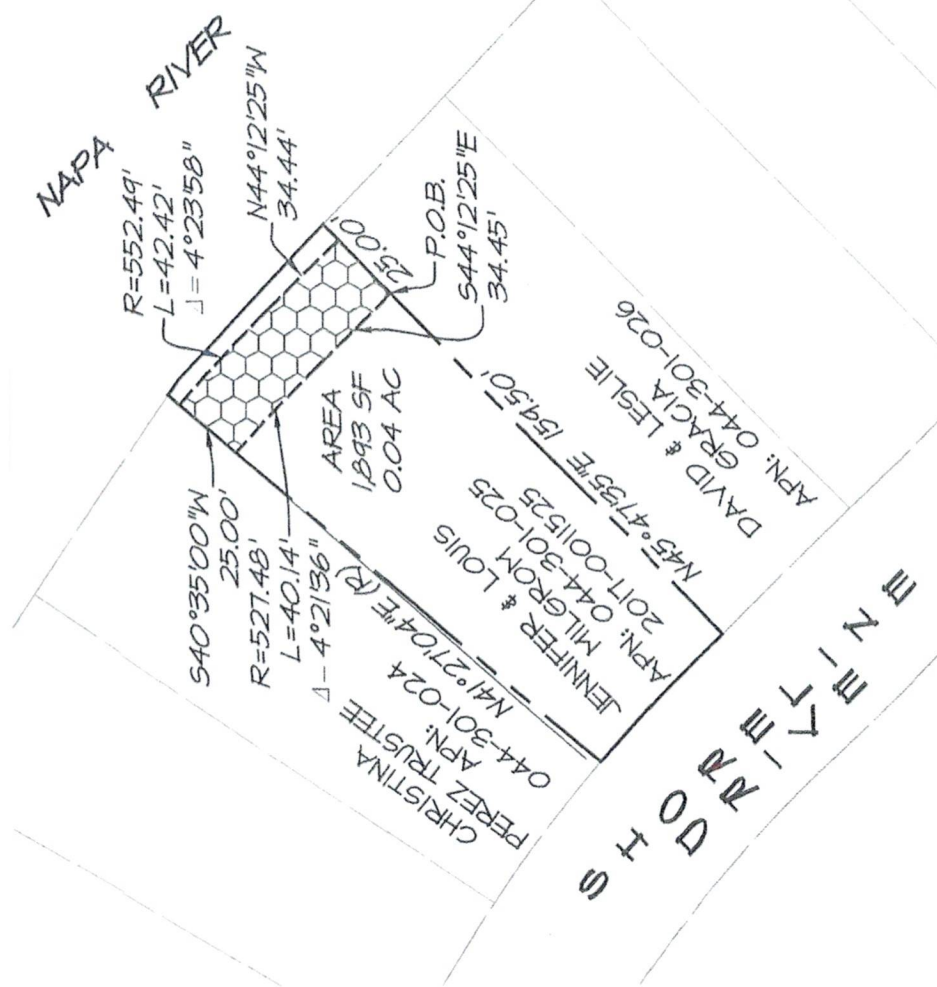 NAPA RIVER
R=552.49'
L=42.42'
Δ=4°23'58"
N44°12'25"W
34.44'
25.00'
P.O.B.
S44°12'25"E
34.45'
S40°35'00"W
25.00'
R=527.48'
L=40.14'
Δ-4°21'36"
AREA
1,893 SF
0.04 AC
CHRISTINA
PEREZ TRUSTEE
APN:
044-301-024
N41°27'04"E (R)
JENNIFER & LOUIS
MILGROM
APN: 044-301-025
2017-0011525
N45°47'35"E 154.50'
DAVID & LESLIE
GRACIA
APN: 044-301-026
SHORELINE
DRIVE